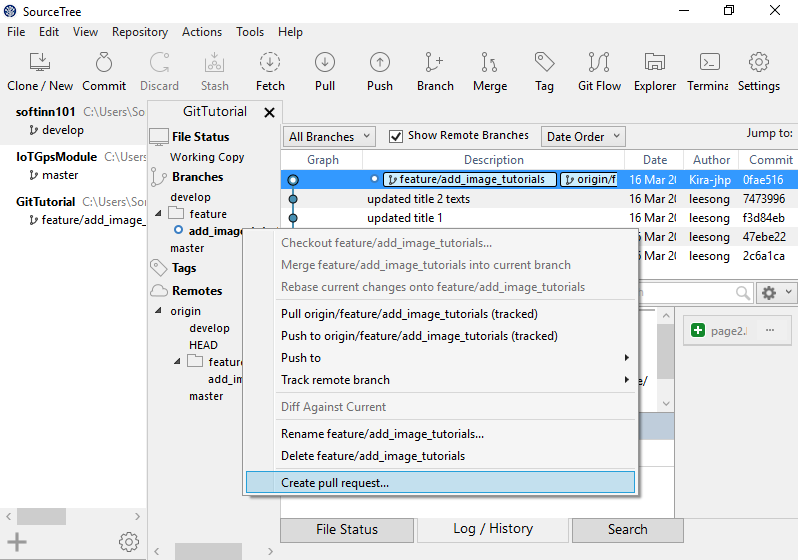 SourceTree
File Edit View Repository Actions Tools Help
Clone / New Commit Discard Stash Fetch Pull Push Branch Merge Tag Git Flow Explorer Termina Settings
softinn101 C:\Users\So
develop
IoTGpsModule C:\Users\So
master
GitTutorial C:\Users\Sof
feature/add_image_
GitTutorial
File Status
Working Copy
Branches
develop
feature
add_image
master
Tags
Remotes
origin
develop
HEAD
feature
add_im
master
All Branches Show Remote Branches Date Order Jump to:
Graph Description Date Author Commit
feature/add_image_tutorials origin/f 16 Mar 20 Kira-jhp 0fae516
updated title 2 texts 16 Mar 20 leesong 7473996
updated title 1 16 Mar 20 leesong f3d84eb
16 Mar 20 leesong 47ebe22
16 Mar 20 leesong 2c6a1ca
Checkout feature/add_image_tutorials...
Merge feature/add_image_tutorials into current branch
Rebase current changes onto feature/add_image_tutorials
Pull origin/feature/add_image_tutorials (tracked)
Push to origin/feature/add_image_tutorials (tracked)
Push to
Track remote branch
Diff Against Current
Rename feature/add_image_tutorials...
Delete feature/add_image_tutorials
Create pull request...
page2.
File Status Log / History Search